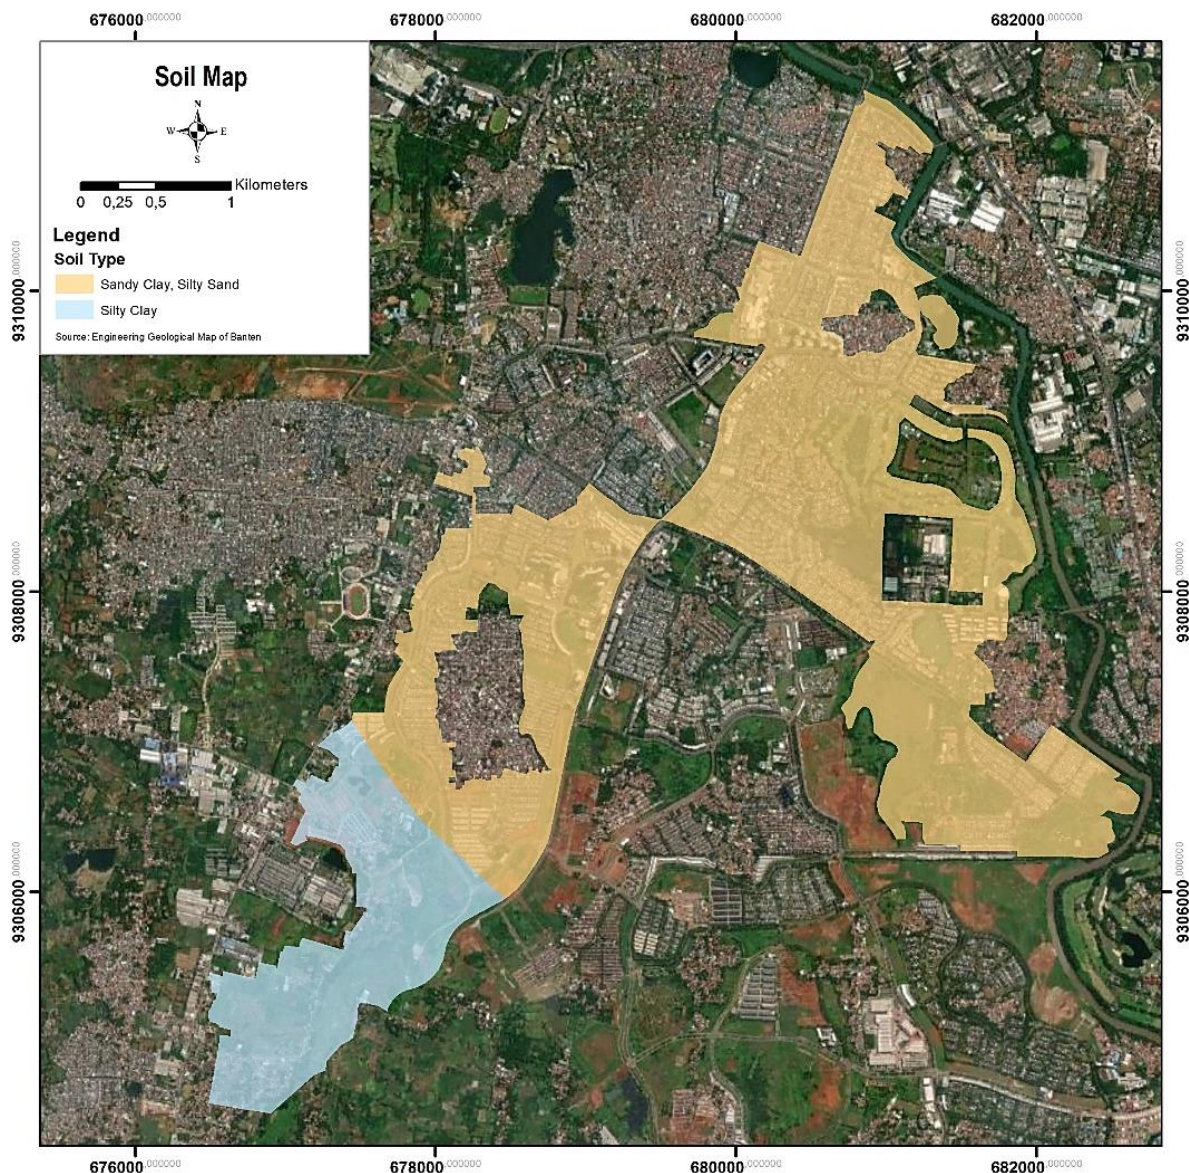 676000.000000 678000.000000 680000.000000 682000.000000
Soil Map
N
W E
S
Kilometers
0 0,25 0,5 1
Legend
Soil Type
Sandy Clay, Silty Sand
Silty Clay
Source: Engineering Geological Map of Banten
9310000.000000 9310000.000000
9308000.000000 9308000.000000
9306000.000000 9306000.000000
676000.000000 678000.000000 680000.000000 682000.000000